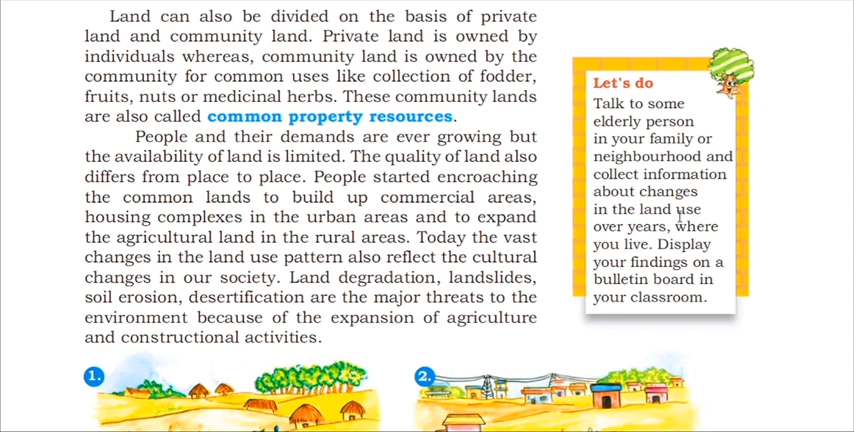 Land can also be divided on the basis of private
land and community land. Private land is owned by
individuals whereas, community land is owned by the
community for common uses like collection of fodder,
fruits, nuts or medicinal herbs. These community lands
are also called common property resources.
People and their demands are ever growing but
the availability of land is limited. The quality of land also
differs from place to place. People started encroaching
the common lands to build up commercial areas,
housing complexes in the urban areas and to expand
the agricultural land in the rural areas. Today the vast
changes in the land use pattern also reflect the cultural
changes in our society. Land degradation, landslides,
soil erosion, desertification are the major threats to the
environment because of the expansion of agriculture
and constructional activities.
Let's do
Talk to some
elderly person
in your family or
neighbourhood and
collect information
about changes
in the land use
over years, where
you live. Display
your findings on a
bulletin board in
your classroom.
1.
2.